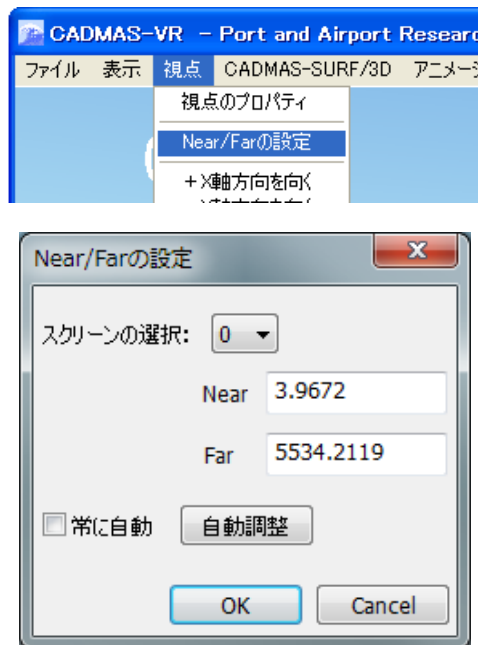 CADMAS-VR - Port and Airport Resear
ファイル 表示 視点 CADMAS-SURF/3D アニメー
視点のプロパティ
Near/Farの設定
+X軸方向を向く
Near/Farの設定
スクリーンの選択: 0
Near 3.9672
Far 5534.2119
常に自動 自動調整
OK Cancel